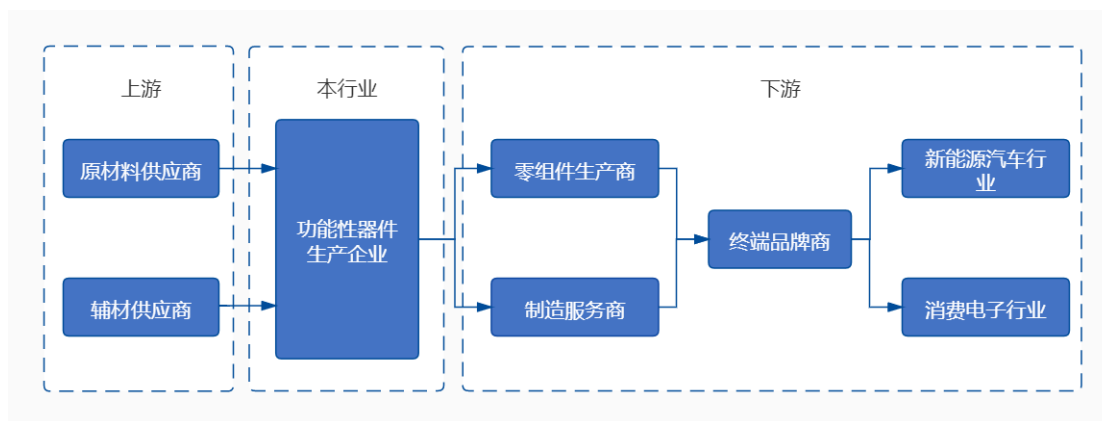 上游
本行业
下游
原材料供应商
辅材供应商
功能性器件
生产企业
零组件生产商
制造服务商
终端品牌商
新能源汽车行
业
消费电子行业